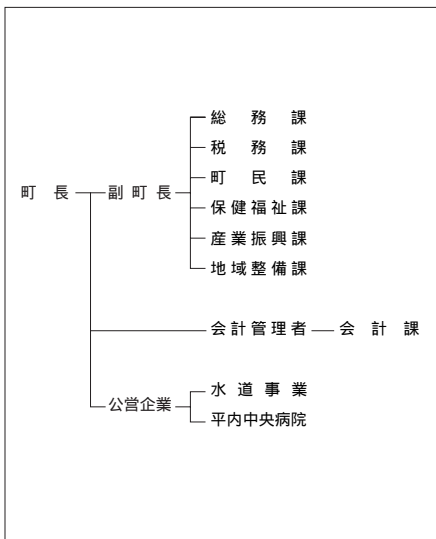 総務課
税務課
町民課
町長 副町長
保健福祉課
産業振興課
地域整備課
会計管理者 会計課
水道事業
公営企業
平内中央病院